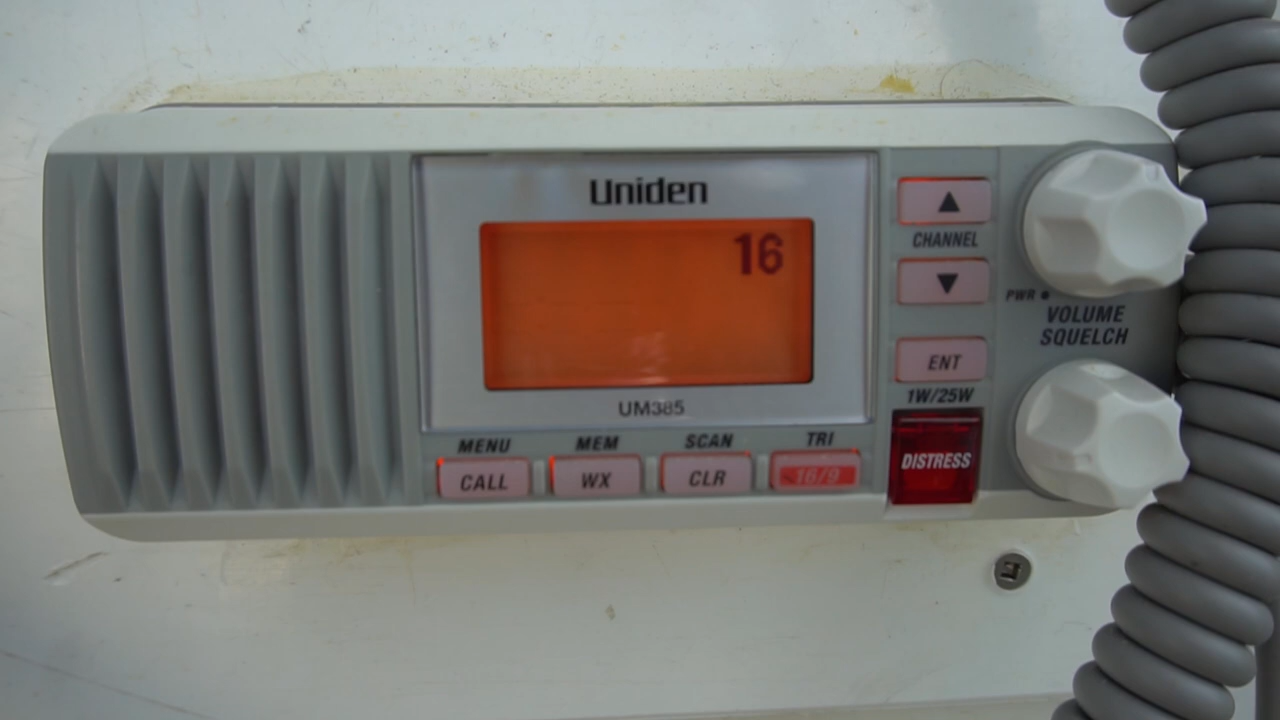 Uniden
16
CHANNEL
PWR
VOLUME
SQUELCH
ENT
1W/25W
UM385
MENU
MEM
SCAN
TRI
CALL
WX
CLR
16/9
DISTRESS